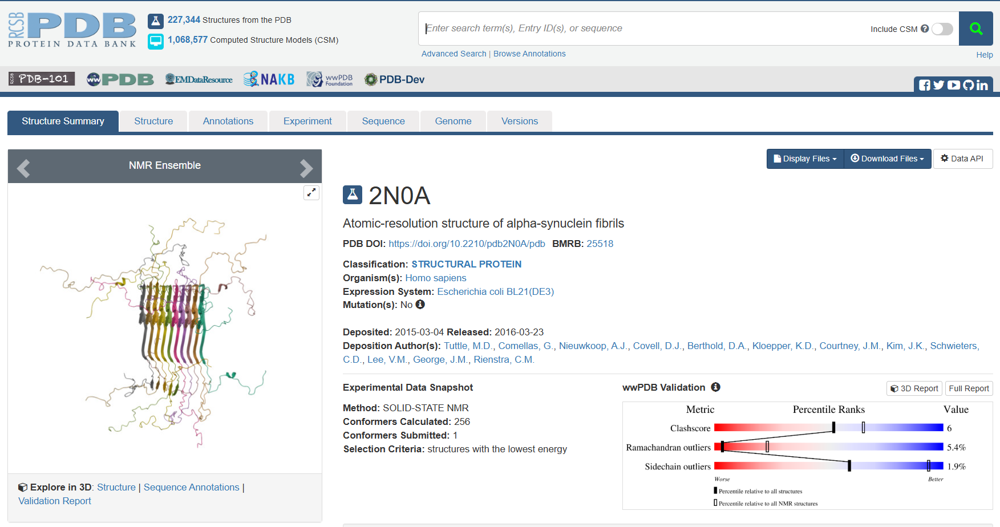 RCSB PDB
PROTEIN DATA BANK
227,344 Structures from the PDB
1,068,577 Computed Structure Models (CSM)
Enter search term(s), Entry ID(s), or sequence
Include CSM
Advanced Search | Browse Annotations
Help
RCSB PDB-101
wwPDB
EMDataResource
NAKB
wwPDB Foundation
PDB-Dev
Structure Summary
Structure
Annotations
Experiment
Sequence
Genome
Versions
NMR Ensemble
Explore in 3D: Structure | Sequence Annotations |
Validation Report
Display Files
Download Files
Data API
2N0A
Atomic-resolution structure of alpha-synuclein fibrils
PDB DOI: https://doi.org/10.2210/pdb2N0A/pdb BMRB: 25518
Classification: STRUCTURAL PROTEIN
Organism(s): Homo sapiens
Expression System: Escherichia coli BL21(DE3)
Mutation(s): No
Deposited: 2015-03-04 Released: 2016-03-23
Deposition Author(s): Tuttle, M.D., Comellas, G., Nieuwkoop, A.J., Covell, D.J., Berthold, D.A., Kloepper, K.D., Courtney, J.M., Kim, J.K., Schwieters,
C.D., Lee, V.M., George, J.M., Rienstra, C.M.
Experimental Data Snapshot
Method: SOLID-STATE NMR
Conformers Calculated: 256
Conformers Submitted: 1
Selection Criteria: structures with the lowest energy
wwPDB Validation
3D Report
Full Report
Metric Percentile Ranks Value
Clashscore 6
Ramachandran outliers 5.4%
Sidechain outliers 1.9%
Worse Better
Percentile relative to all structures
Percentile relative to all NMR structures